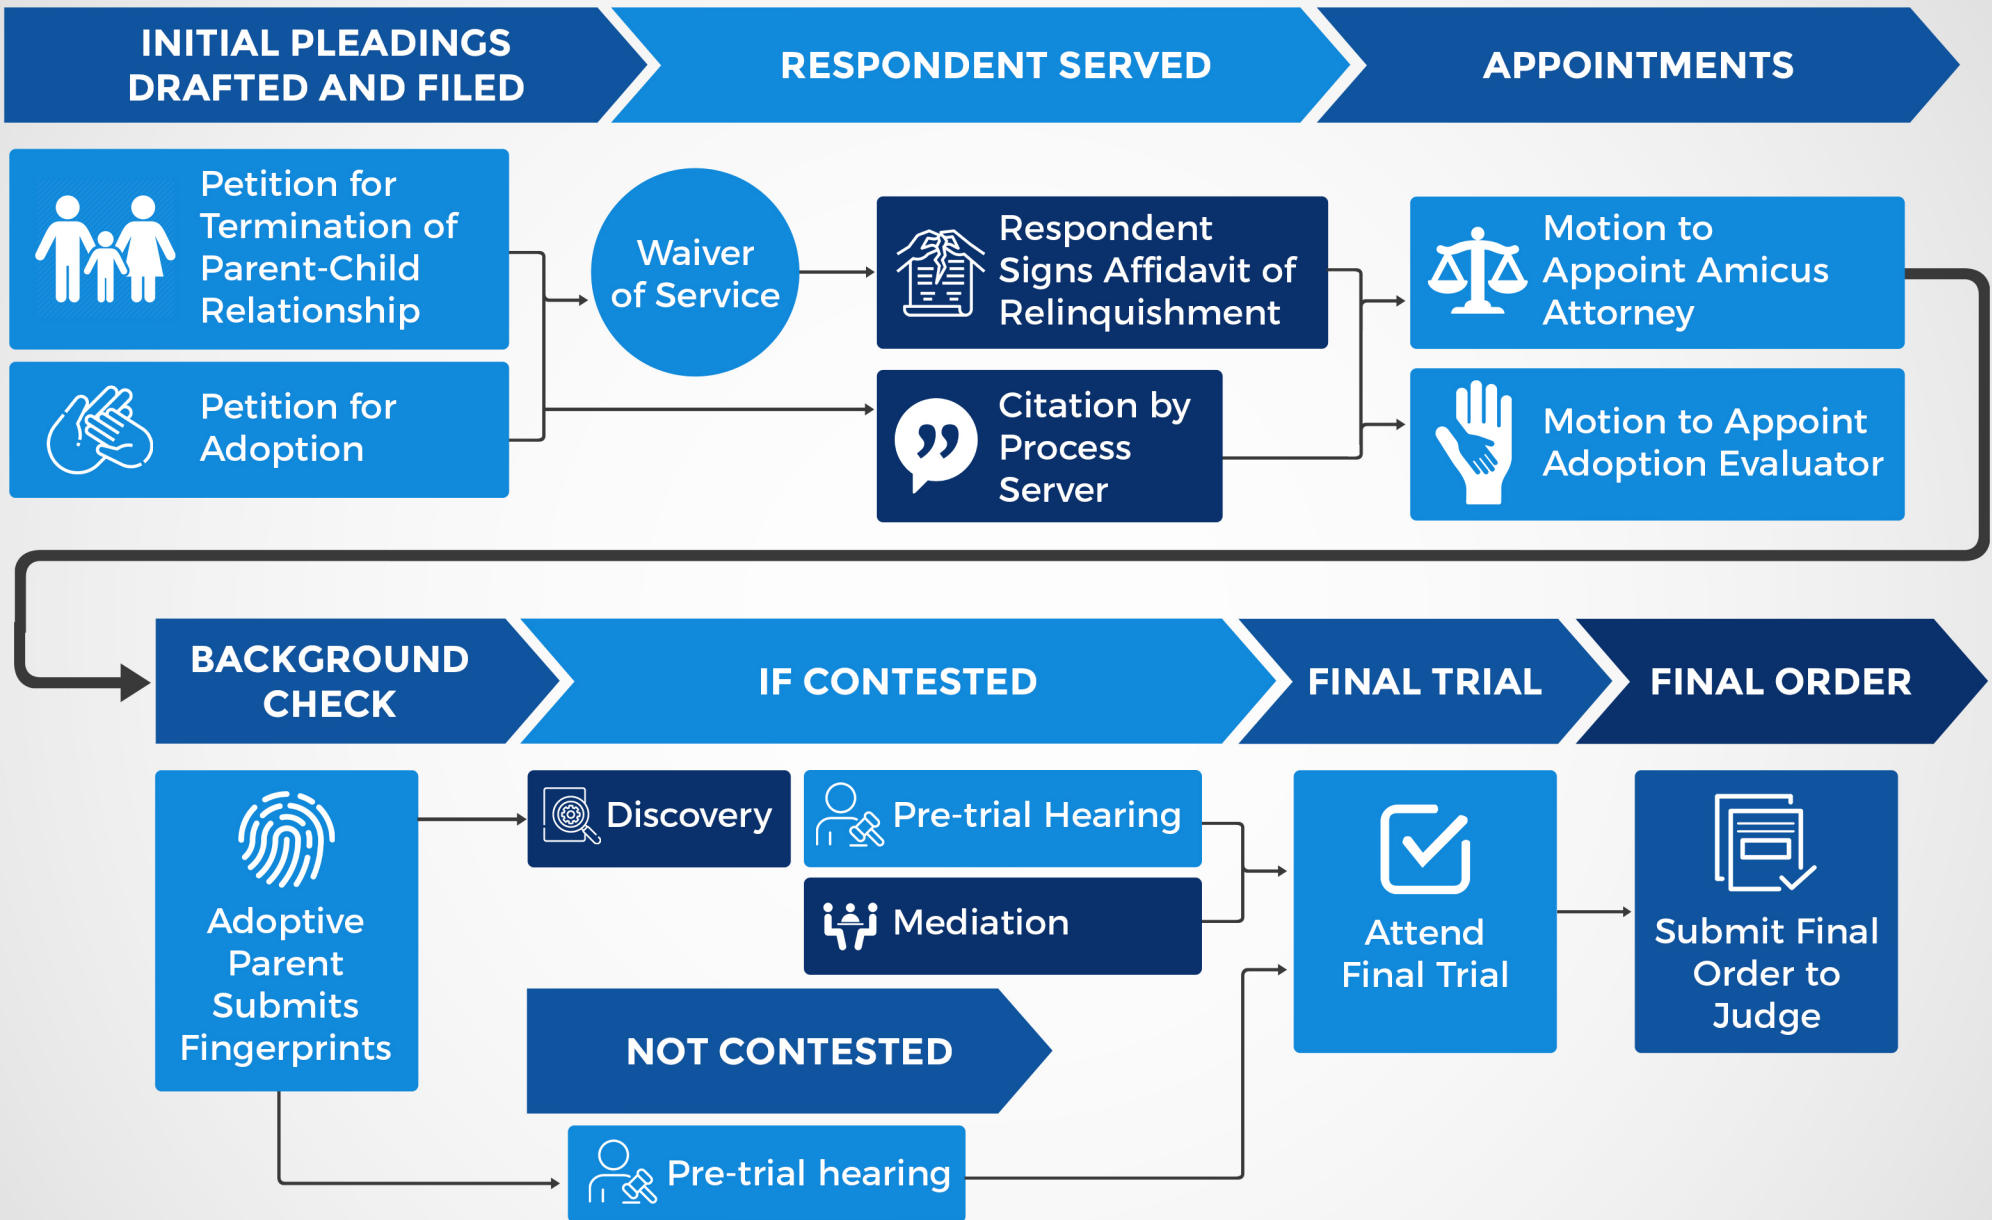 INITIAL PLEADINGS
DRAFTED AND FILED
RESPONDENT SERVED
APPOINTMENTS
Petition for
Termination of
Parent-Child
Relationship
Petition for
Adoption
Waiver
of Service
Respondent
Signs Affidavit of
Relinquishment
Citation by
Process
Server
Motion to
Appoint Amicus
Attorney
Motion to Appoint
Adoption Evaluator
BACKGROUND
CHECK
IF CONTESTED
FINAL TRIAL
FINAL ORDER
Adoptive
Parent
Submits
Fingerprints
Discovery
Pre-trial Hearing
Mediation
NOT CONTESTED
Pre-trial hearing
Attend
Final Trial
Submit Final
Order to
Judge